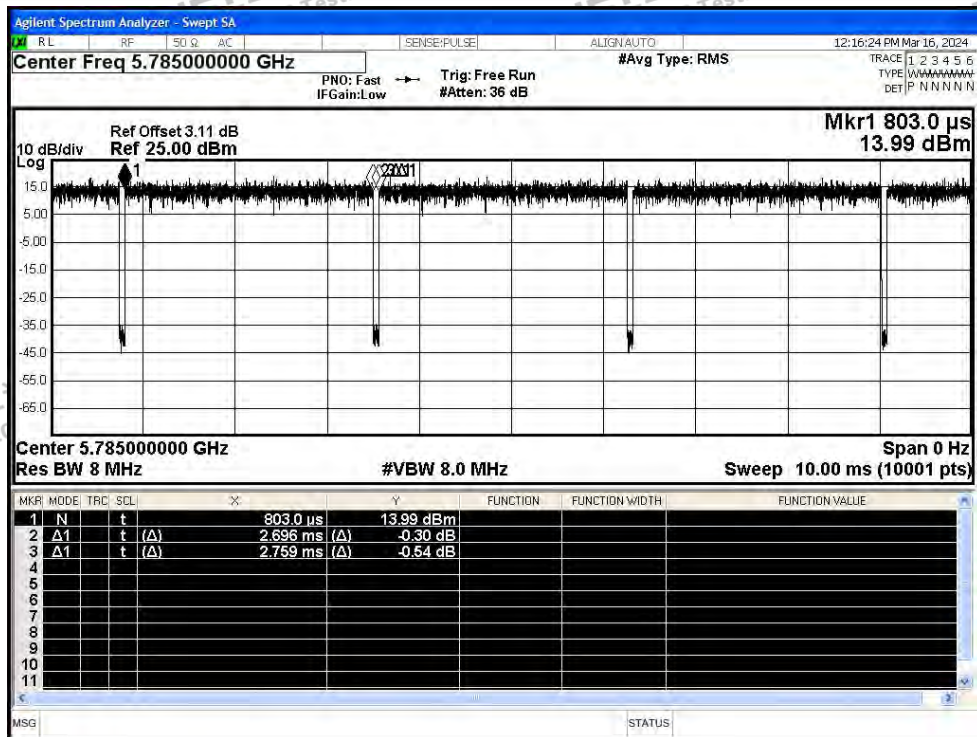 Agilent Spectrum Analyzer - Swept SA
LXI RL RF 50 Ω AC SENSE:PULSE ALIGNAUTO 12:16:24 PM Mar 16, 2024
Center Freq 5.785000000 GHz #Avg Type: RMS TRACE 1 2 3 4 5 6
PNO: Fast Trig: Free Run TYPE WWWWWW
IFGain:Low #Atten: 36 dB DET P N N N N N
Mkr1 803.0 µs
Ref Offset 3.11 dB
10 dB/div Ref 25.00 dBm 13.99 dBm
Log
1
15.0
5.00
-5.00
-15.0
-25.0
-35.0
-45.0
-55.0
-65.0
Center 5.785000000 GHz Span 0 Hz
Res BW 8 MHz #VBW 8.0 MHz Sweep 10.00 ms (10001 pts)
MKR MODE TRC SCL X Y FUNCTION FUNCTION WIDTH FUNCTION VALUE
1 N t 803.0 µs 13.99 dBm
2 Δ1 t (Δ) 2.696 ms (Δ) -0.30 dB
3 Δ1 t (Δ) 2.759 ms (Δ) -0.54 dB
4
5
6
7
8
9
10
11
MSG STATUS